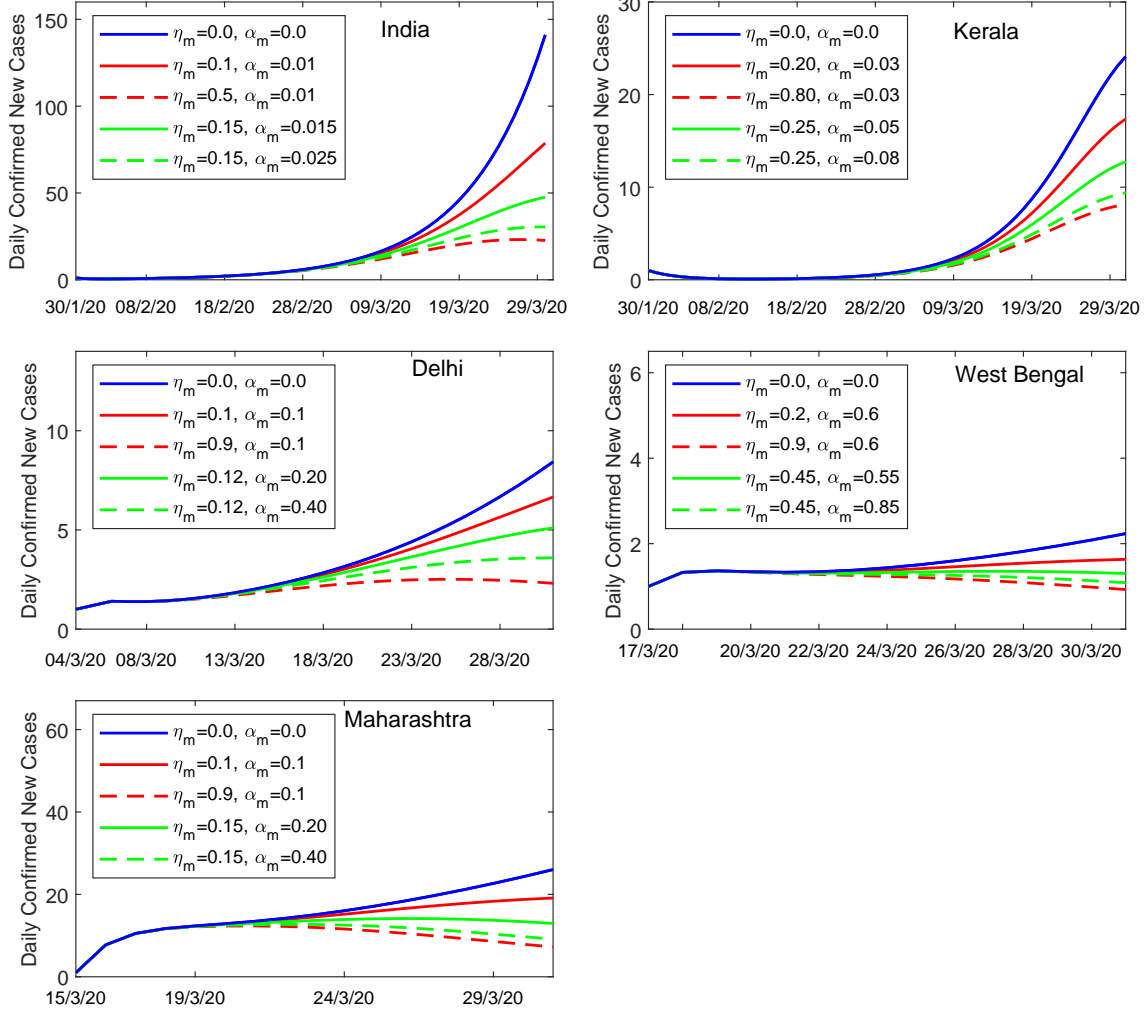 India
Daily Confirmed New Cases
150
100
50
0
η_m=0.0, α_m=0.0
η_m=0.1, α_m=0.01
η_m=0.5, α_m=0.01
η_m=0.15, α_m=0.015
η_m=0.15, α_m=0.025
30/1/20 08/2/20 18/2/20 28/2/20 09/3/20 19/3/20 29/3/20
Kerala
Daily Confirmed New Cases
30
20
10
0
η_m=0.0, α_m=0.0
η_m=0.20, α_m=0.03
η_m=0.80, α_m=0.03
η_m=0.25, α_m=0.05
η_m=0.25, α_m=0.08
30/1/20 08/2/20 18/2/20 28/2/20 09/3/20 19/3/20 29/3/20
Delhi
Daily Confirmed New Cases
10
5
0
η_m=0.0, α_m=0.0
η_m=0.1, α_m=0.1
η_m=0.9, α_m=0.1
η_m=0.12, α_m=0.20
η_m=0.12, α_m=0.40
04/3/20 08/3/20 13/3/20 18/3/20 23/3/20 28/3/20
West Bengal
Daily Confirmed New Cases
6
4
2
0
η_m=0.0, α_m=0.0
η_m=0.2, α_m=0.6
η_m=0.9, α_m=0.6
η_m=0.45, α_m=0.55
η_m=0.45, α_m=0.85
17/3/20 20/3/20 22/3/20 24/3/20 26/3/20 28/3/20 30/3/20
Maharashtra
Daily Confirmed New Cases
60
40
20
0
η_m=0.0, α_m=0.0
η_m=0.1, α_m=0.1
η_m=0.9, α_m=0.1
η_m=0.15, α_m=0.20
η_m=0.15, α_m=0.40
15/3/20 19/3/20 24/3/20 29/3/20